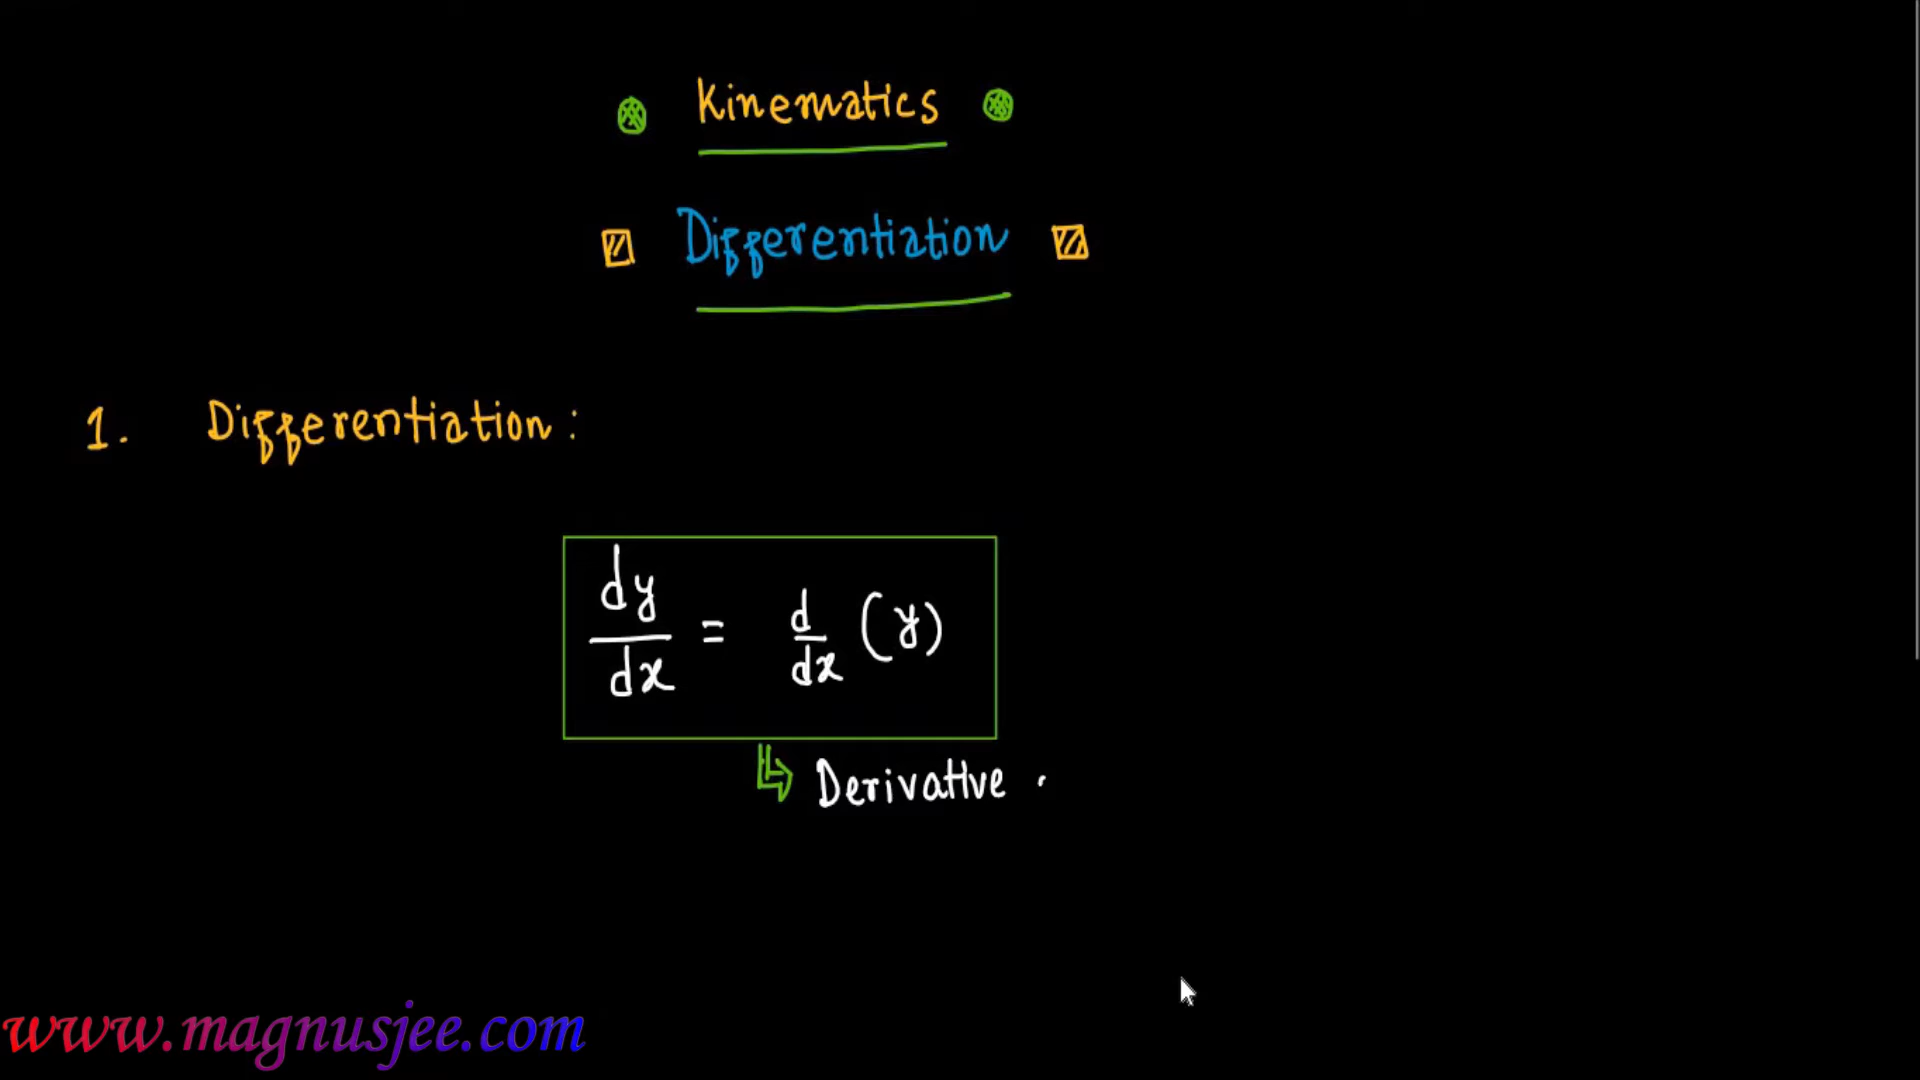 Kinematics
Differentiation
1. Differentiation:
dy/dx = d/dx (y)
Derivative.
www.magnusjee.com